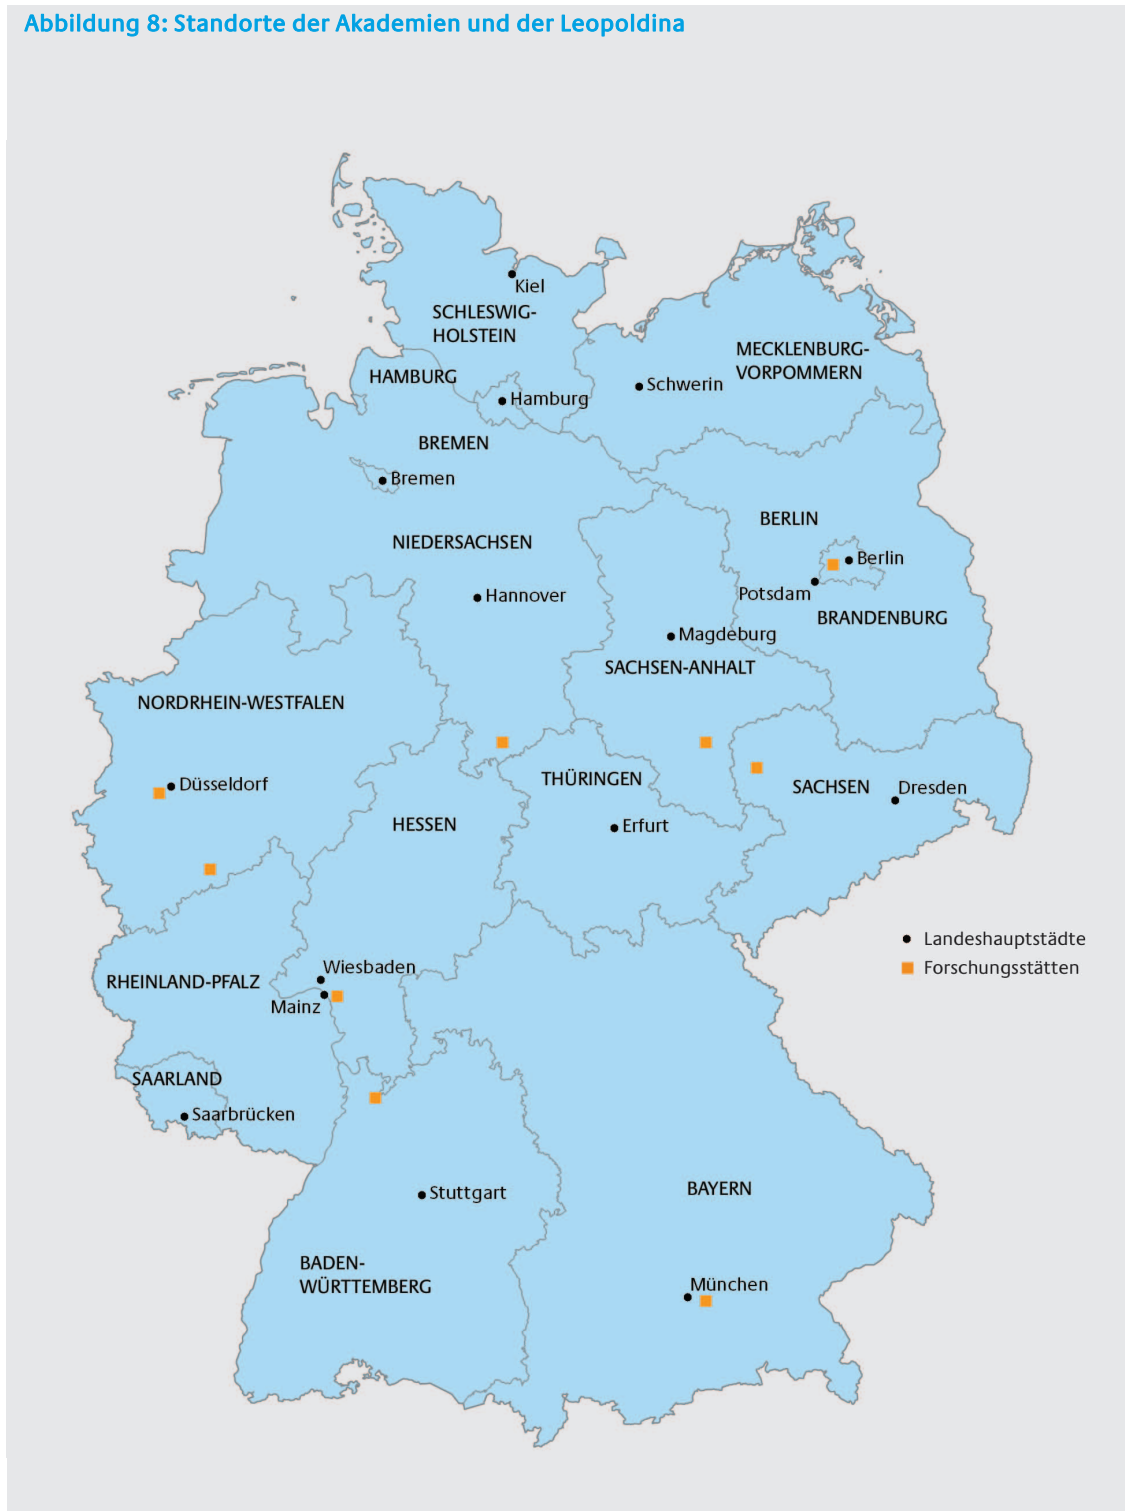 Abbildung 8: Standorte der Akademien und der Leopoldina
Kiel
SCHLESWIG-
HOLSTEIN
MECKLENBURG-
VORPOMMERN
HAMBURG
Schwerin
Hamburg
BREMEN
Bremen
BERLIN
NIEDERSACHSEN
Berlin
Hannover
Potsdam
BRANDENBURG
Magdeburg
SACHSEN-ANHALT
NORDRHEIN-WESTFALEN
Düsseldorf
THÜRINGEN
SACHSEN
Dresden
HESSEN
Erfurt
Landeshauptstädte
Forschungsstätten
Wiesbaden
RHEINLAND-PFALZ
Mainz
SAARLAND
Saarbrücken
Stuttgart
BAYERN
BADEN-
WÜRTTEMBERG
München